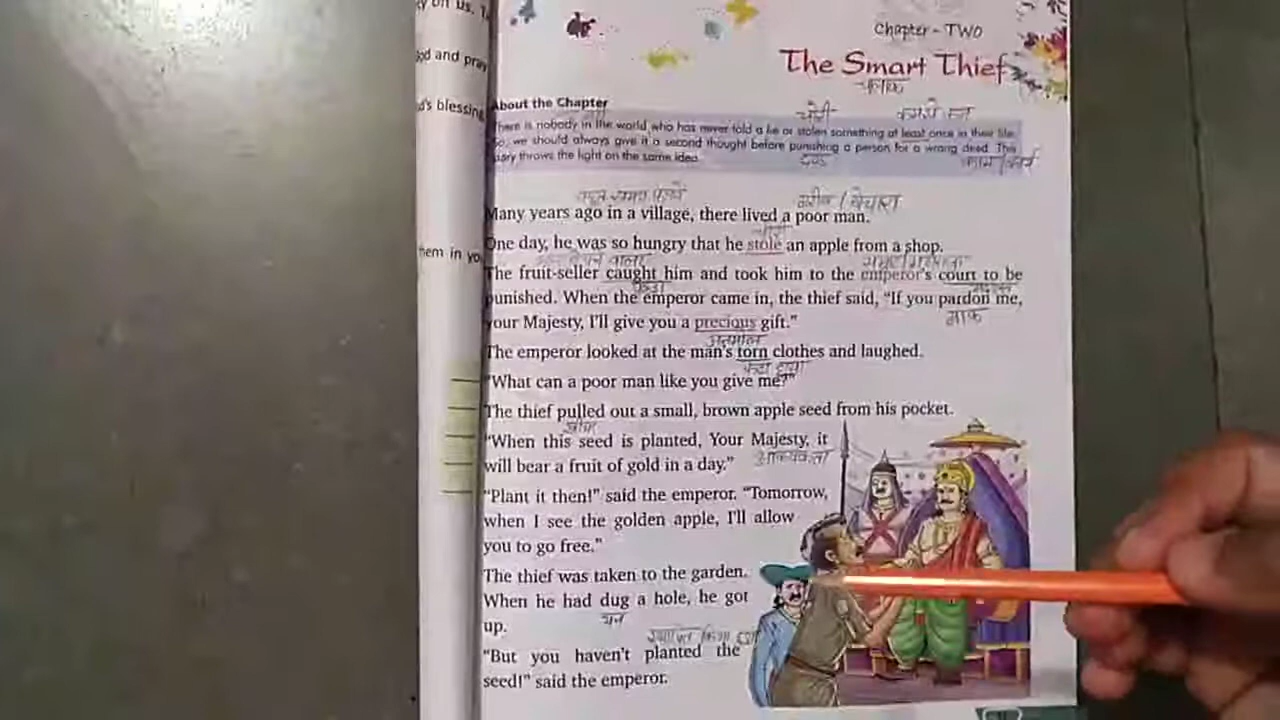 y on us.
Chapter - TWO
The Smart Thief
चालाक
and pray
d's blessing
About the Chapter
चोरी
कम से कम
There is nobody in the world who has never told a lie or stolen something at least once in their life.
So, we should always give it a second thought before punishing a person for a wrong deed. This
story throws the light on the same idea.
दण्ड
काम/कार्य
बहुत समय पहले
गरीब / बेचारा
Many years ago in a village, there lived a poor man.
One day, he was so hungry that he stole an apple from a shop.
them in yo
The fruit-seller caught him and took him to the emperor's court to be
punished. When the emperor came in, the thief said, "If you pardon me,
माफ
your Majesty, I'll give you a precious gift."
अनमोल
The emperor looked at the man's torn clothes and laughed.
फटा हुआ
"What can a poor man like you give me?"
The thief pulled out a small, brown apple seed from his pocket.
"When this seed is planted, Your Majesty, it
will bear a fruit of gold in a day."
"Plant it then!" said the emperor. "Tomorrow,
when I see the golden apple, I'll allow
you to go free."
The thief was taken to the garden.
When he had dug a hole, he got
up.
"But you haven't planted the
seed!" said the emperor.